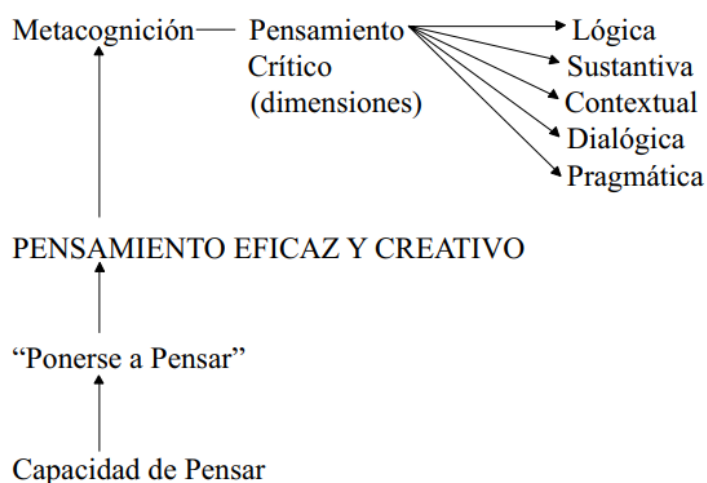 Metacognición
Pensamiento
Crítico
(dimensiones)
Lógica
Sustantiva
Contextual
Dialógica
Pragmática
PENSAMIENTO EFICAZ Y CREATIVO
“Ponerse a Pensar”
Capacidad de Pensar